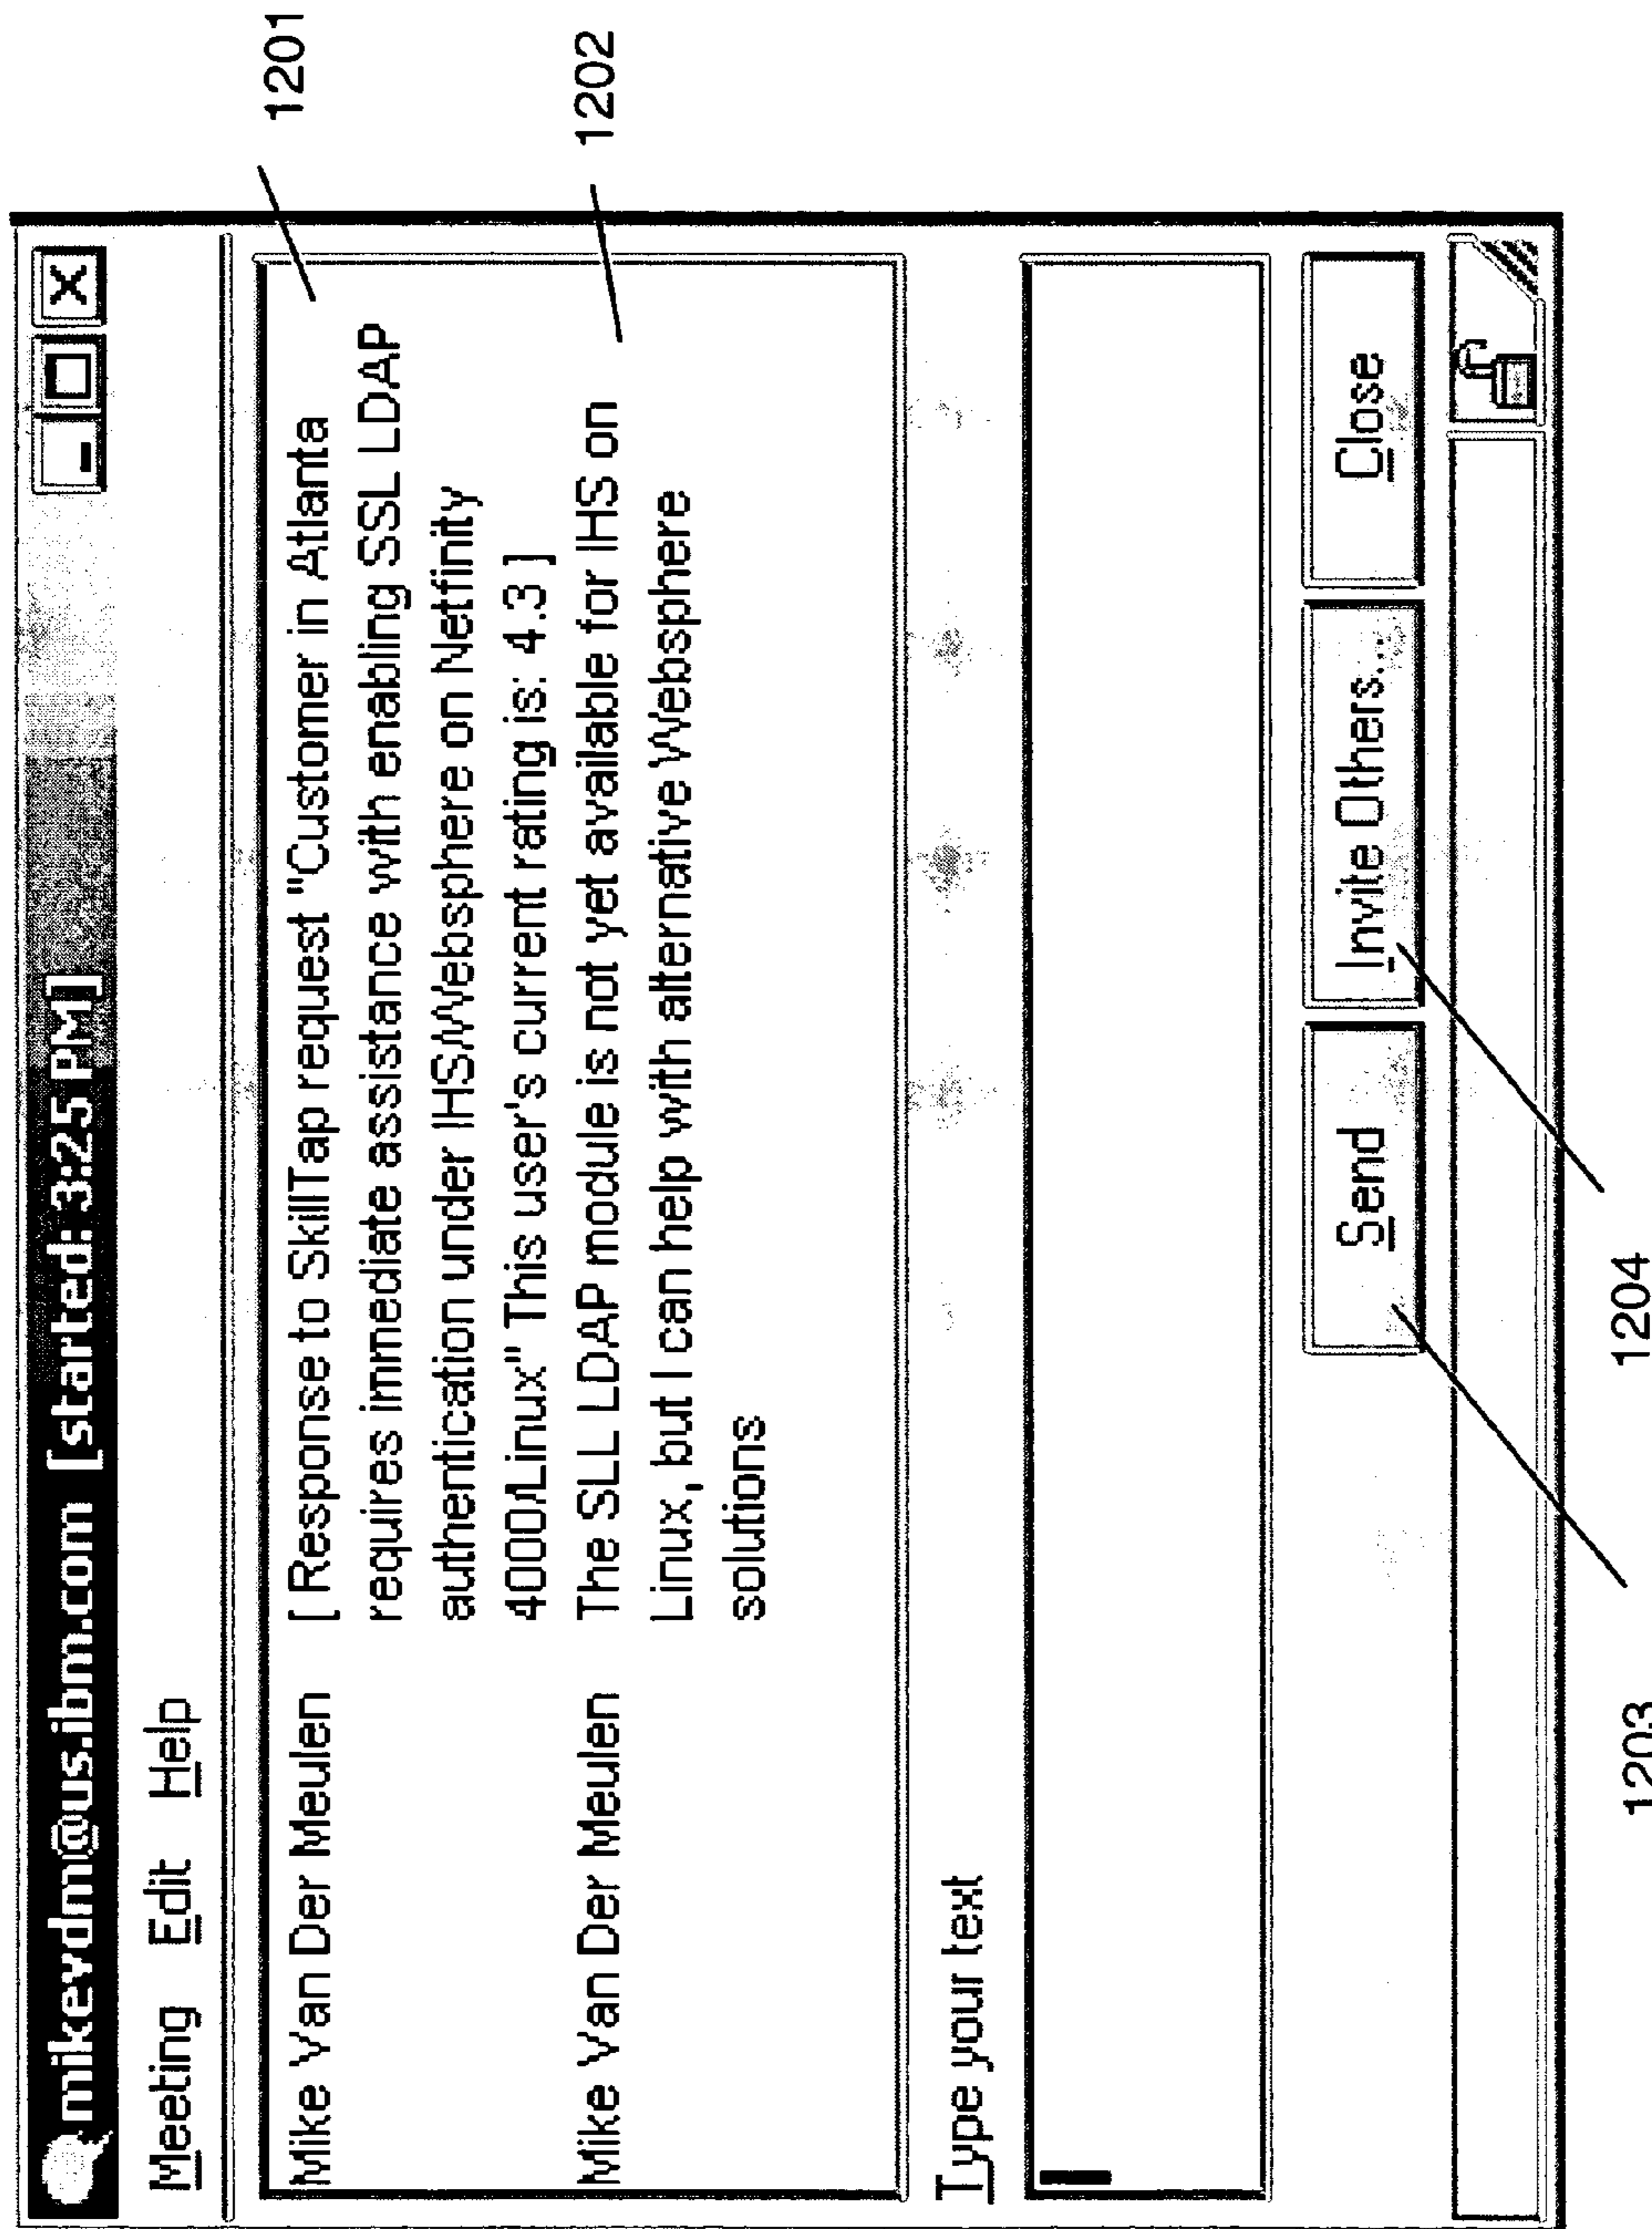 mikevdm@us.ibm.com [started: 3:25 PM]
Meeting Edit Help
Mike Van Der Meulen [ Response to SkillTap request "Customer in Atlanta
requires immediate assistance with enabling SSL LDAP
authentication under IHS/Websphere on Netfinity
4000/Linux" This user's current rating is: 4.3 ]
Mike Van Der Meulen The SLL LDAP module is not yet available for IHS on
Linux, but I can help with alternative Websphere
solutions
Type your text
Send Invite Others... Close
1201
1202
1203
1204